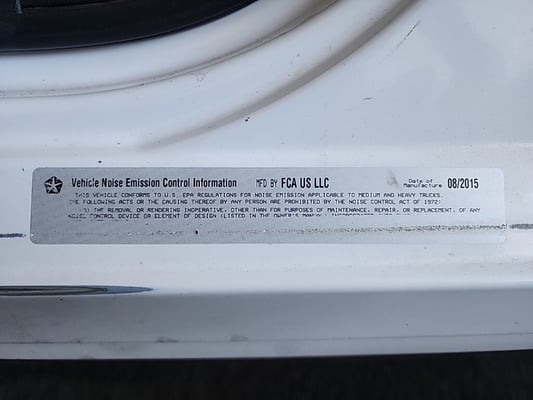 Vehicle Noise Emission Control Information MFD BY FCA US LLC Date of Manufacture 08/2015
THIS VEHICLE CONFORMS TO U.S. EPA REGULATIONS FOR NOISE EMISSION APPLICABLE TO MEDIUM AND HEAVY TRUCKS.
THE FOLLOWING ACTS OR THE CAUSING THEREOF BY ANY PERSON ARE PROHIBITED BY THE NOISE CONTROL ACT OF 1972:
THE REMOVAL OR RENDERING INOPERATIVE, OTHER THAN FOR PURPOSES OF MAINTENANCE, REPAIR, OR REPLACEMENT, OF ANY
NOISE CONTROL DEVICE OR ELEMENT OF DESIGN (LISTED IN THE OWNER'S MANUAL)